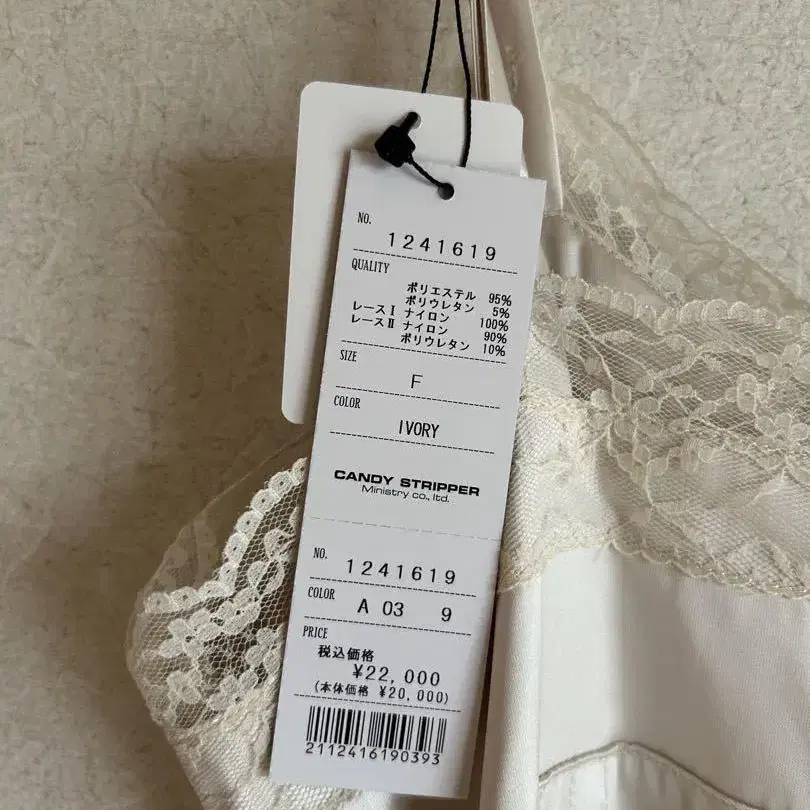 NO.
1241619
QUALITY
ポリエステル 95%
ポリウレタン 5%
レースⅠ ナイロン 100%
レースⅡ ナイロン 90%
ポリウレタン 10%
SIZE
F
COLOR
IVORY
CANDY STRIPPER
Ministry co., ltd.
NO.
1241619
COLOR
A 03 9
PRICE
税込価格
¥22,000
(本体価格 ¥20,000)
2112416190393